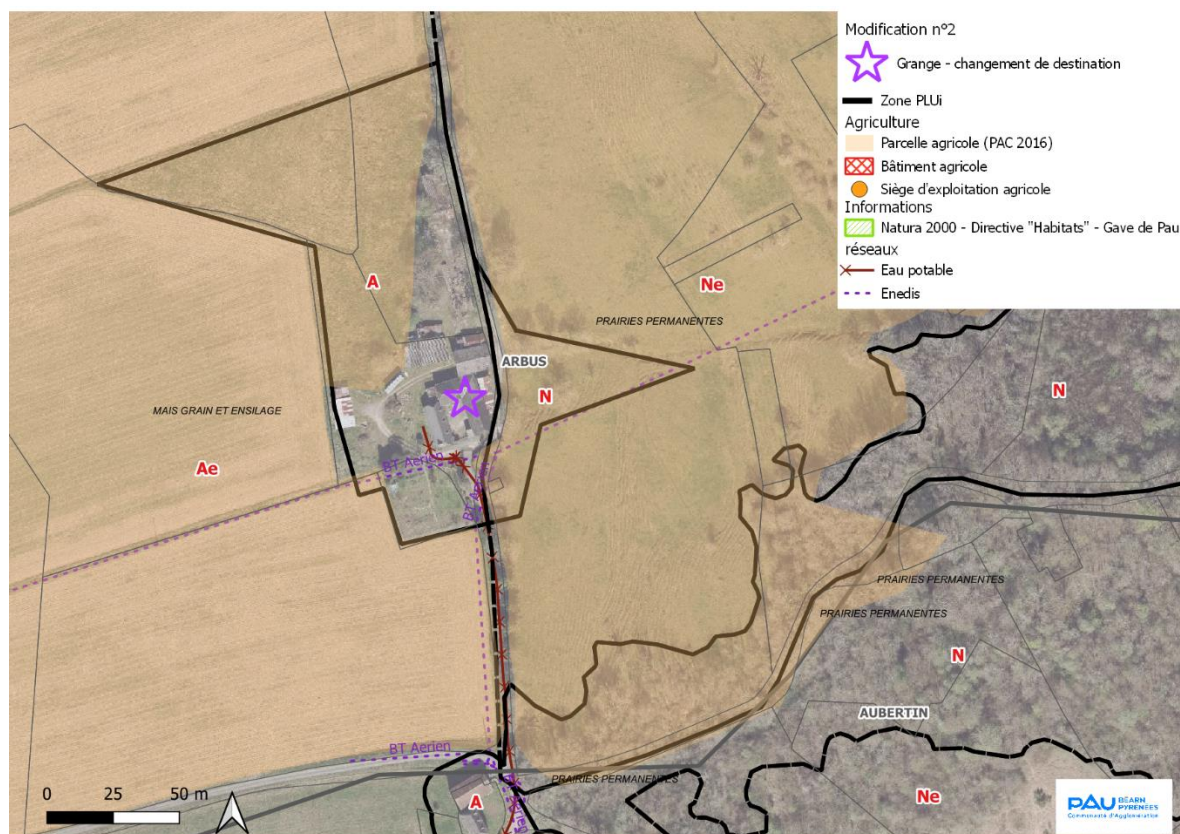 Modification n°2
Grange - changement de destination
Zone PLUi
Agriculture
Parcelle agricole (PAC 2016)
Bâtiment agricole
Siège d'exploitation agricole
Informations
Natura 2000 - Directive "Habitats" - Gave de Pau
réseaux
Eau potable
Enedis
A
Ne
PRAIRIES PERMANENTES
ARBUS
N
N
MAIS GRAIN ET ENSILAGE
Ae
BT Aerien
BT Aerien
PRAIRIES PERMANENTES
PRAIRIES PERMANENTES
N
AUBERTIN
BT Aerien
PRAIRIES PERMANENTES
A
Ne
0 25 50 m
PAU BÉARN
PYRÉNÉES
Communauté d'Agglomération